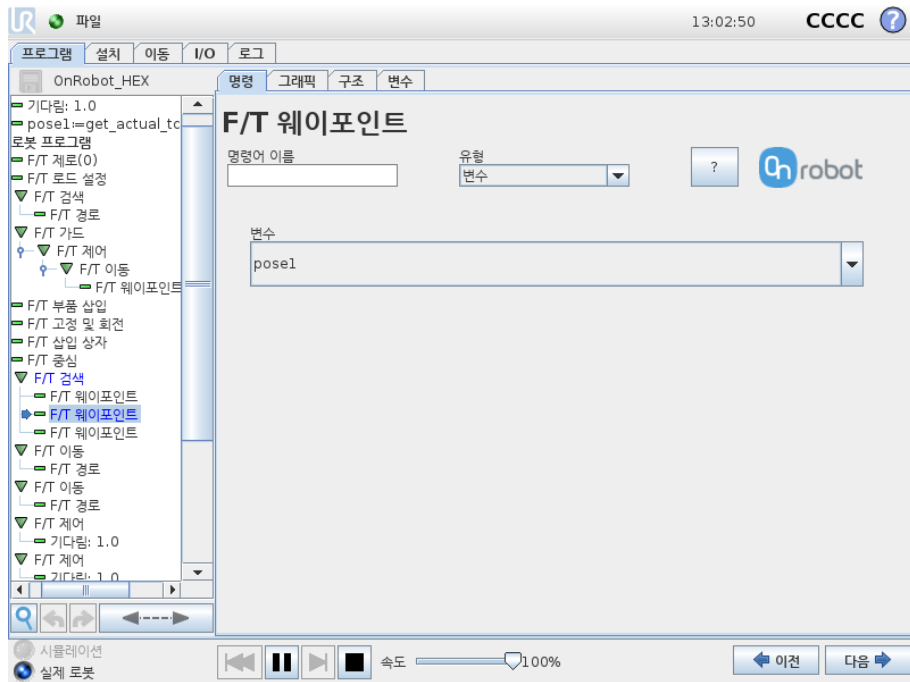 파일
13:02:50
CCCC
?
프로그램
설치
이동
I/O
로그
OnRobot_HEX
명령
그래픽
구조
변수
기다림: 1.0
pose1≔get_actual_tc
로봇 프로그램
F/T 제로(0)
F/T 로드 설정
F/T 검색
F/T 경로
F/T 가드
F/T 제어
F/T 이동
F/T 웨이포인트
F/T 부품 삽입
F/T 고정 및 회전
F/T 삽입 상자
F/T 중심
F/T 검색
F/T 웨이포인트
F/T 웨이포인트
F/T 웨이포인트
F/T 이동
F/T 경로
F/T 이동
F/T 경로
F/T 제어
기다림: 1.0
F/T 제어
기다림: 1.0
F/T 웨이포인트
명령어 이름
유형
변수
?
On robot
변수
pose1
시뮬레이션
실제 로봇
속도
100%
이전
다음